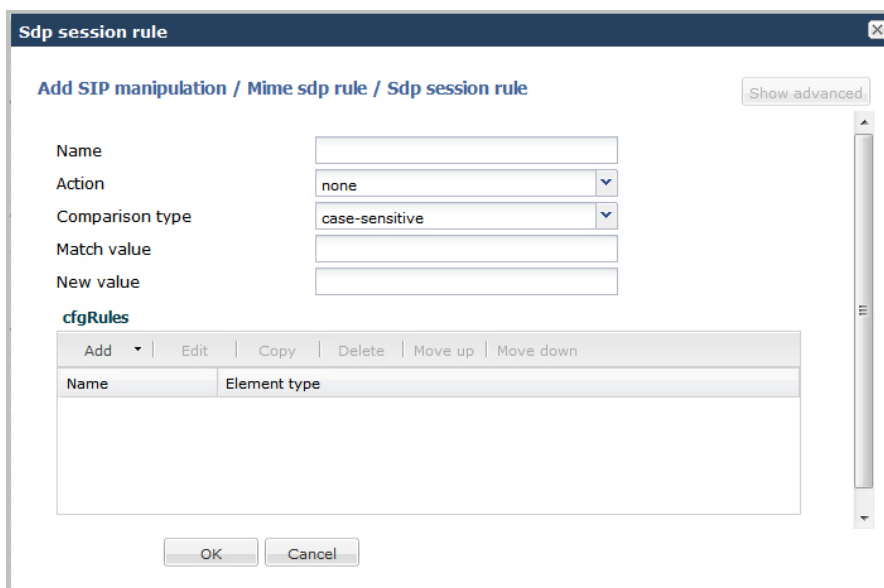 Sdp session rule
Add SIP manipulation / Mime sdp rule / Sdp session rule
Show advanced
Name
Action none
Comparison type case-sensitive
Match value
New value
cfgRules
Add Edit Copy Delete Move up Move down
Name Element type
OK Cancel